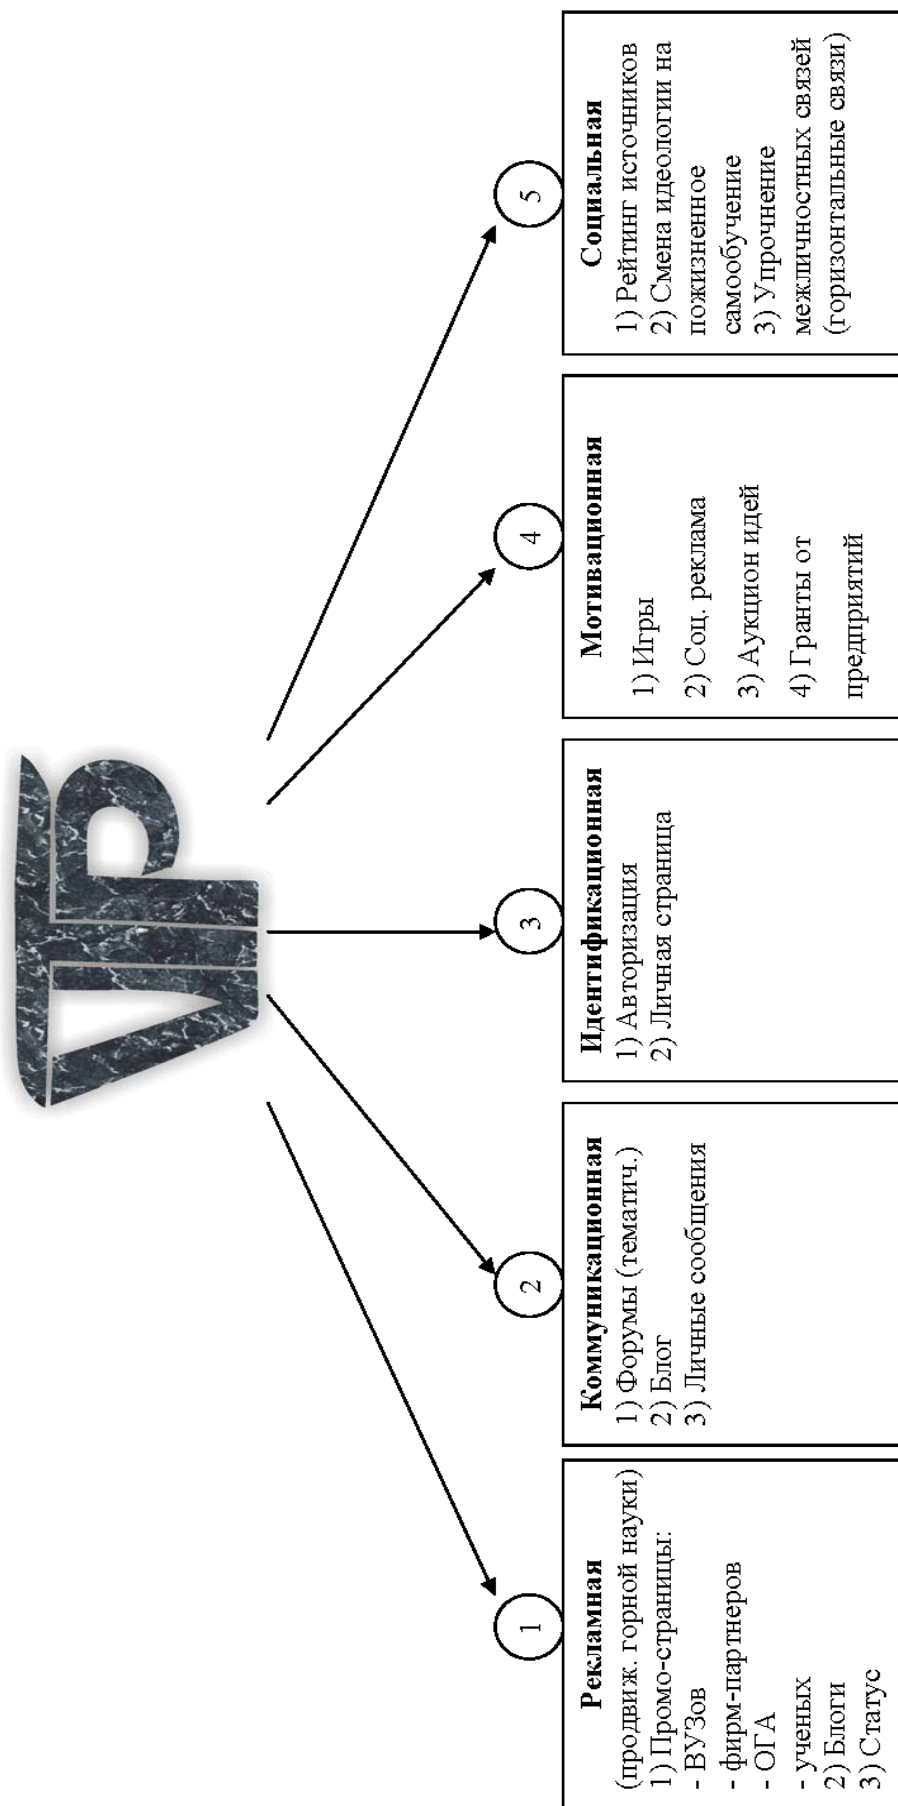 VIP
1
Рекламная
(продвиж. горной науки)
1) Промо-страницы:
- ВУЗов
- фирм-партнеров
- ОГА
- ученых
2) Блоги
3) Статус
2
Коммуникационная
1) Форумы (тематич.)
2) Блог
3) Личные сообщения
3
Идентификационная
1) Авторизация
2) Личная страница
4
Мотивационная
1) Игры
2) Соц. реклама
3) Аукцион идей
4) Гранты от
предприятий
5
Социальная
1) Рейтинг источников
2) Смена идеологии на
пожизненное
самообучение
3) Упрочнение
межличностных связей
(горизонтальные связи)